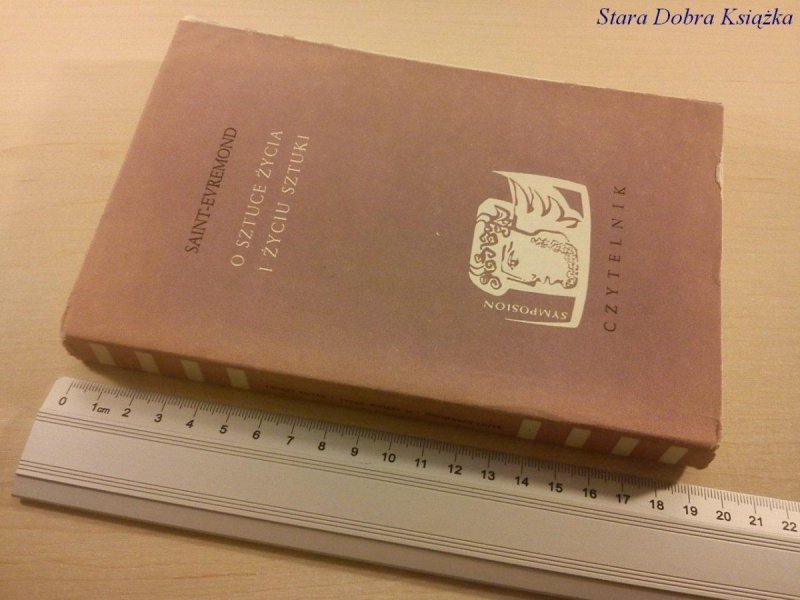 Stara Dobra Książka
SAINT-EVREMOND
O SZTUCE ŻYCIA
I ŻYCIU SZTUKI
SYMPOSION
CZYTELNIK
0 1cm 2 3 4 5 6 7 8 9 10 11 12 13 14 15 16 17 18 19 20 21 22